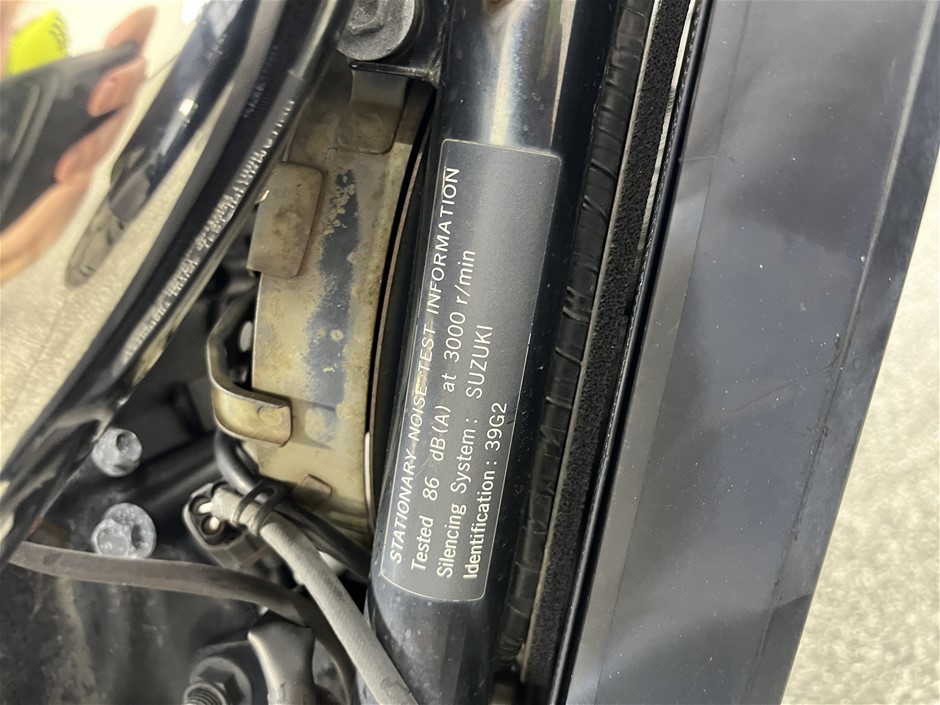 STATIONARY NOISE TEST INFORMATION
Tested 86 dB(A) at 3000 r/min
Silencing System: SUZUKI
Identification: 39G2